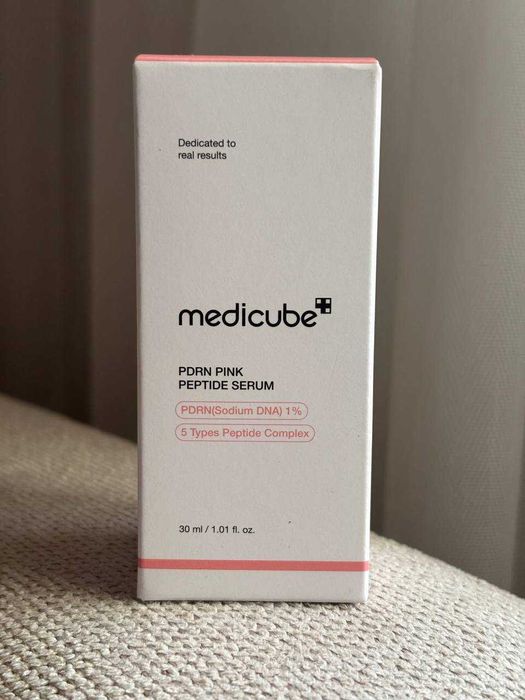 Dedicated to
real results
medicube
PDRN PINK
PEPTIDE SERUM
PDRN(Sodium DNA) 1%
5 Types Peptide Complex
30 ml / 1.01 fl. oz.